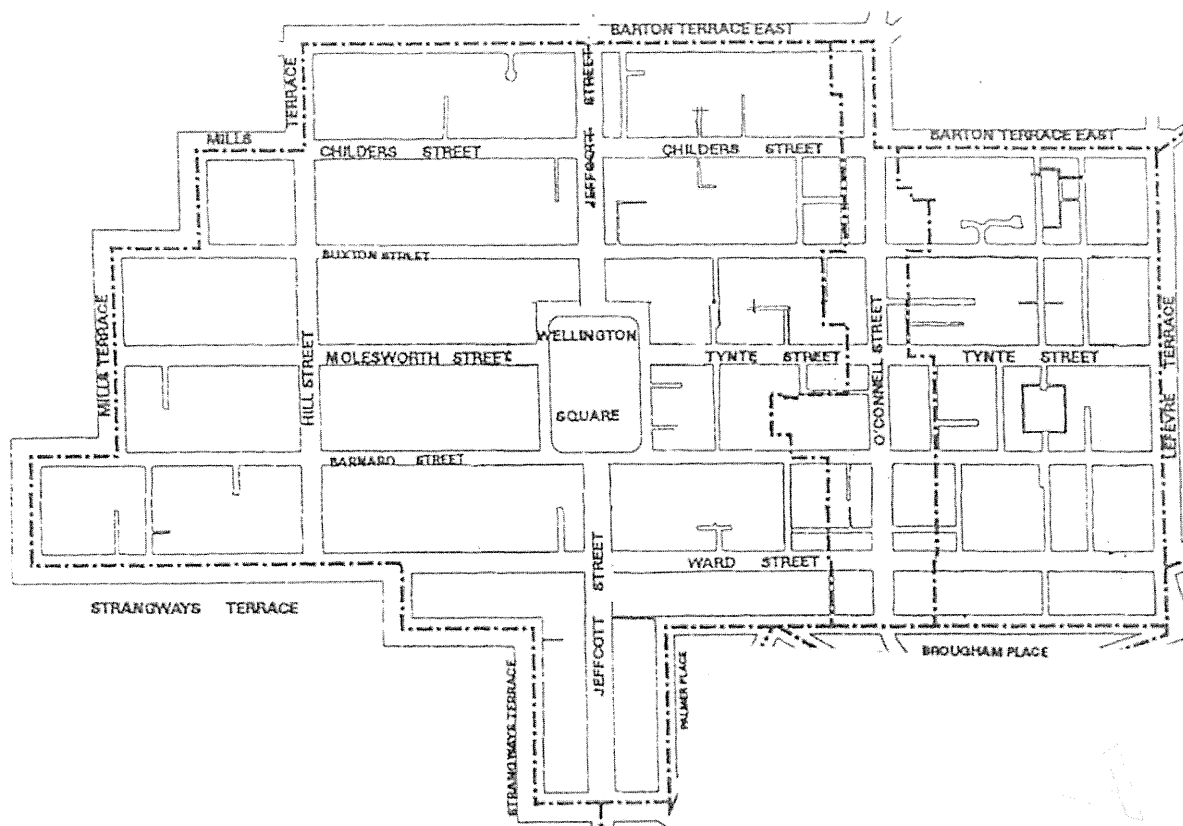 BARTON TERRACE EAST
TERRACE
JEFFCOTT STREET
MILLS
CHILDERS STREET
CHILDERS STREET
BARTON TERRACE EAST
BUXTON STREET
MILLS TERRACE
HILL STREET
WELLINGTON
MOLESWORTH STREET
TYNTE STREET
O'CONNELL STREET
TYNTE STREET
LEFEVRE TERRACE
SQUARE
BARNARD STREET
WARD STREET
STRANGWAYS TERRACE
JEFFCOTT STREET
STRANGWAYS TERRACE
PALMER PLACE
BROUGHAM PLACE